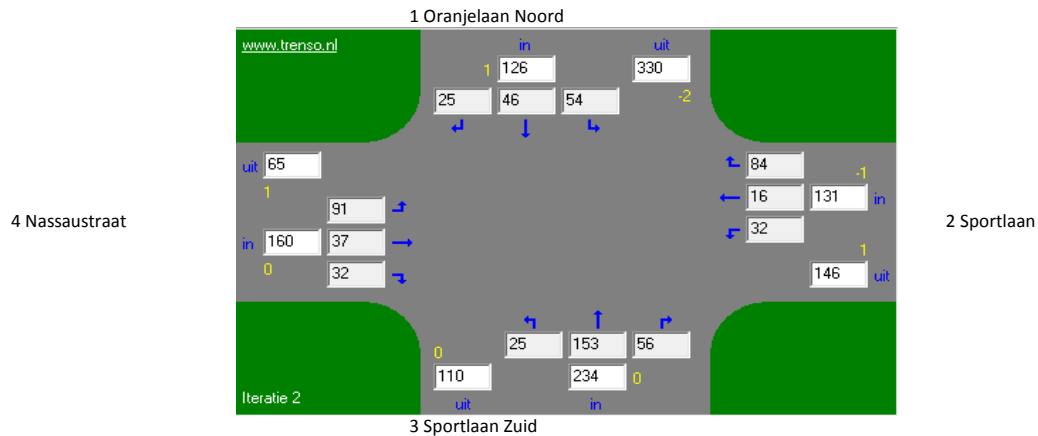 1 Oranjelaan Noord
www.trenso.nl in uit
1 126 330
25 46 54 -2
uit 65 84 -1
1 16 131 in
91
4 Nassaustraat in 160 37 32 2 Sportlaan
0 32 1
146 uit
0 25 153 56
110 234 0
Iteratie 2 uit in
3 Sportlaan Zuid